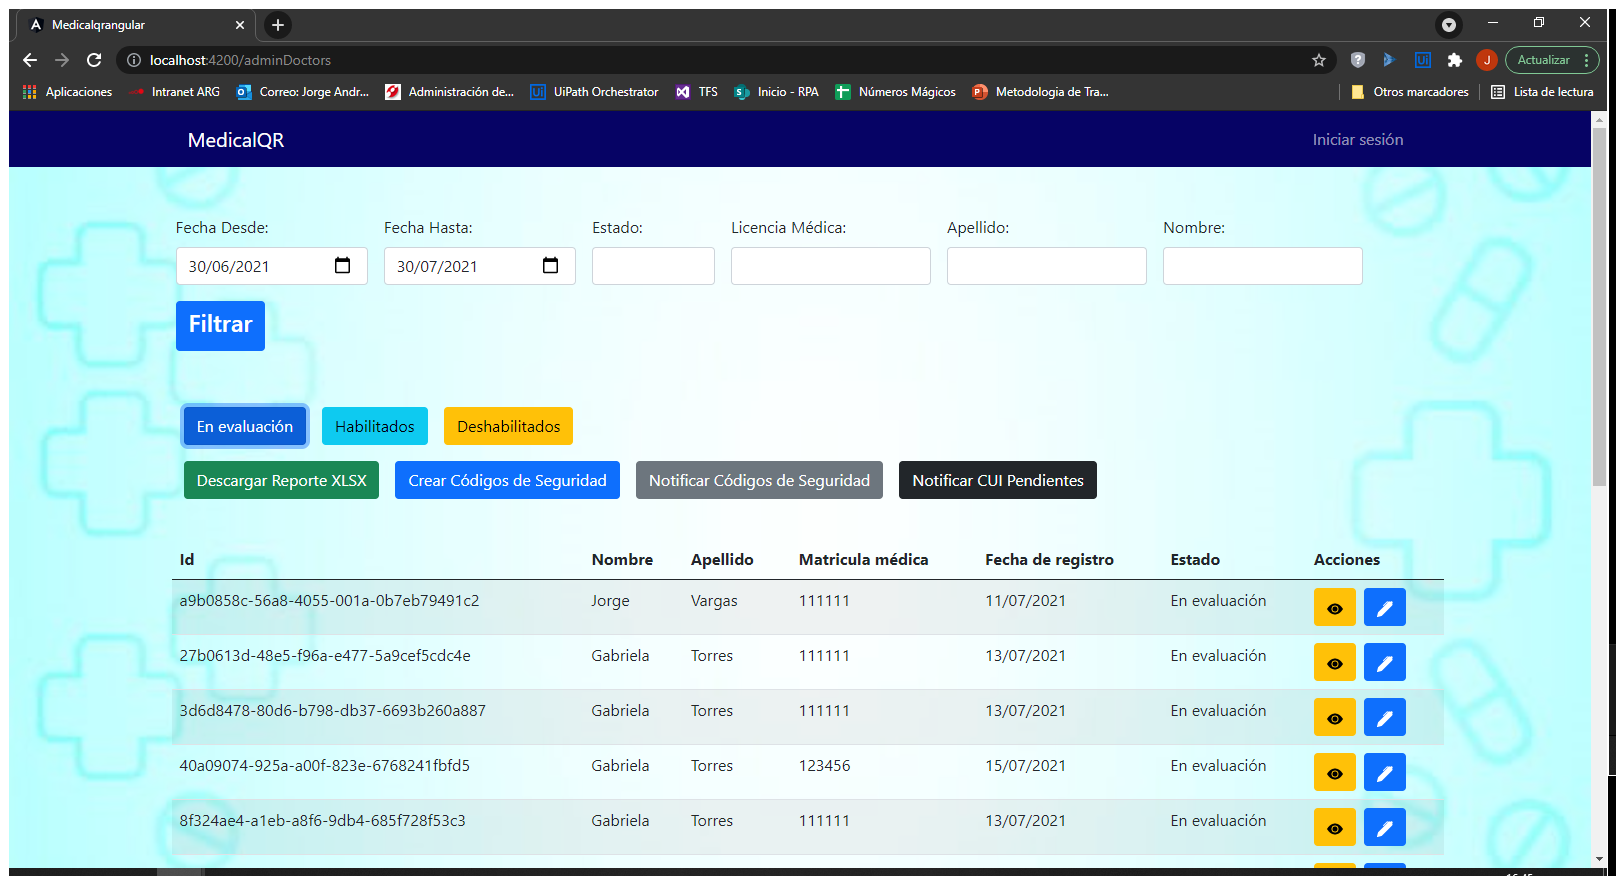 Medicalqrangular
localhost:4200/adminDoctors
J
Actualizar
Aplicaciones Intranet ARG Correo: Jorge Andr... Administración de... UiPath Orchestrator TFS Inicio - RPA Números Mágicos Metodologia de Tra... Otros marcadores Lista de lectura
MedicalQR Iniciar sesión
Fecha Desde: Fecha Hasta: Estado: Licencia Médica: Apellido: Nombre:
30/06/2021 30/07/2021
Filtrar
En evaluación Habilitados Deshabilitados
Descargar Reporte XLSX Crear Códigos de Seguridad Notificar Códigos de Seguridad Notificar CUI Pendientes
Id Nombre Apellido Matricula médica Fecha de registro Estado Acciones
a9b0858c-56a8-4055-001a-0b7eb79491c2 Jorge Vargas 111111 11/07/2021 En evaluación
27b0613d-48e5-f96a-e477-5a9cef5cdc4e Gabriela Torres 111111 13/07/2021 En evaluación
3d6d8478-80d6-b798-db37-6693b260a887 Gabriela Torres 111111 13/07/2021 En evaluación
40a09074-925a-a00f-823e-6768241fbfd5 Gabriela Torres 123456 15/07/2021 En evaluación
8f324ae4-a1eb-a8f6-9db4-685f728f53c3 Gabriela Torres 111111 13/07/2021 En evaluación